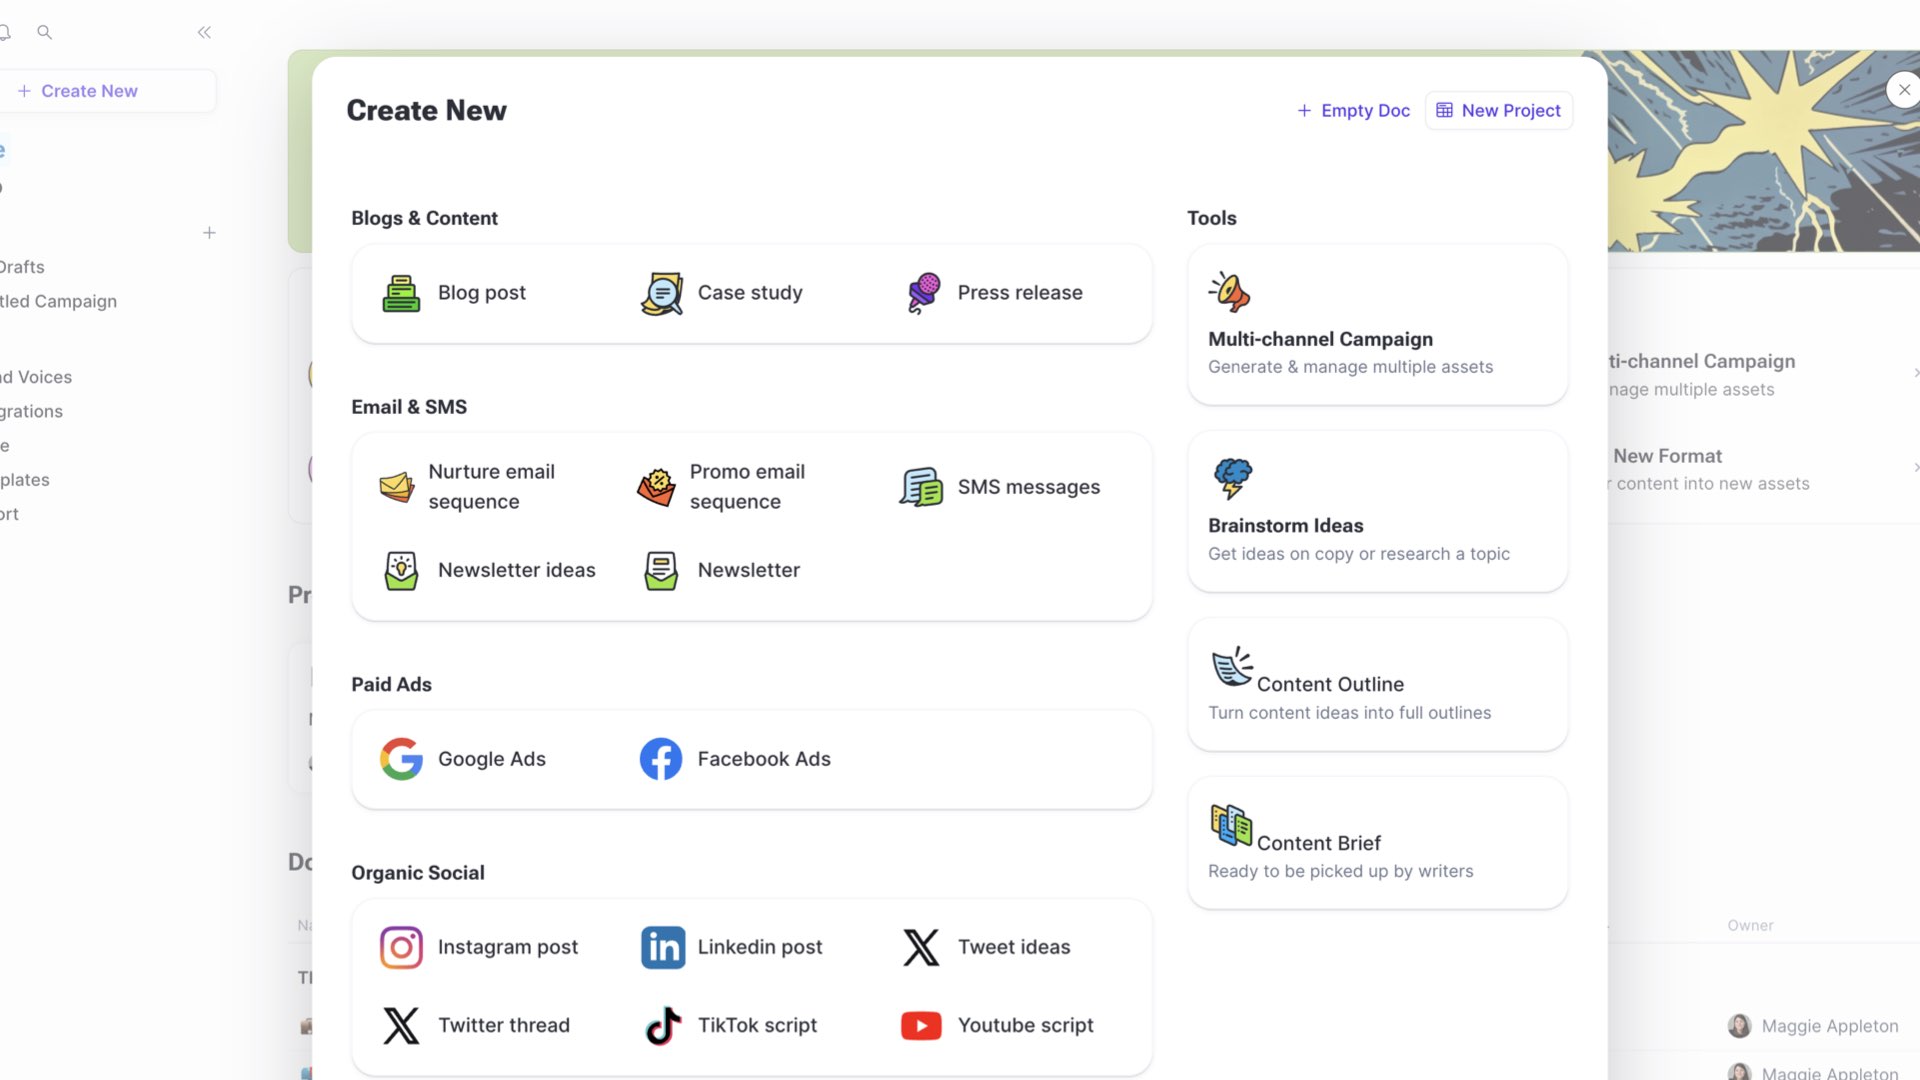 Create New
Drafts
tled Campaign
d Voices
grations
e
plates
ort
Create New
+ Empty Doc
New Project
Blogs & Content
Blog post
Case study
Press release
Email & SMS
Nurture email
sequence
Promo email
sequence
SMS messages
Newsletter ideas
Newsletter
Paid Ads
Google Ads
Facebook Ads
Organic Social
Instagram post
Linkedin post
Tweet ideas
Twitter thread
TikTok script
Youtube script
Tools
Multi-channel Campaign
Generate & manage multiple assets
Brainstorm Ideas
Get ideas on copy or research a topic
Content Outline
Turn content ideas into full outlines
Content Brief
Ready to be picked up by writers
ti-channel Campaign
nage multiple assets
New Format
r content into new assets
Pr
Do
Na
Owner
Maggie Appleton
Maggie Appleton